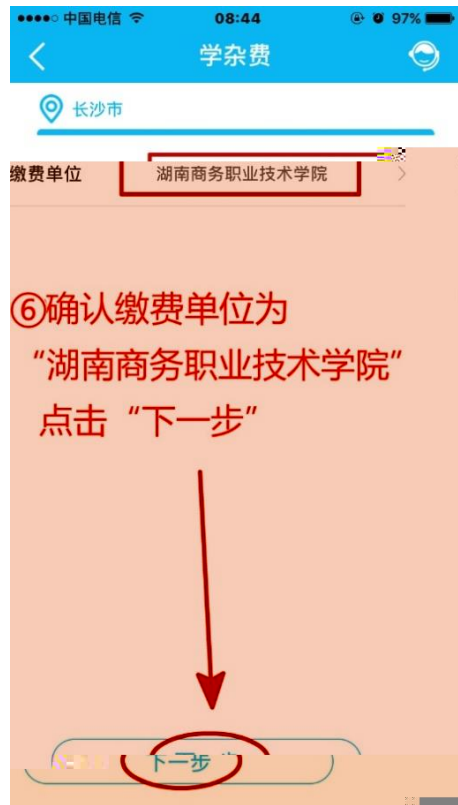 中国电信 08:44 97%
学杂费
长沙市
缴费单位 湖南商务职业技术学院
⑥确认缴费单位为
“湖南商务职业技术学院”
点击“下一步”
下一步